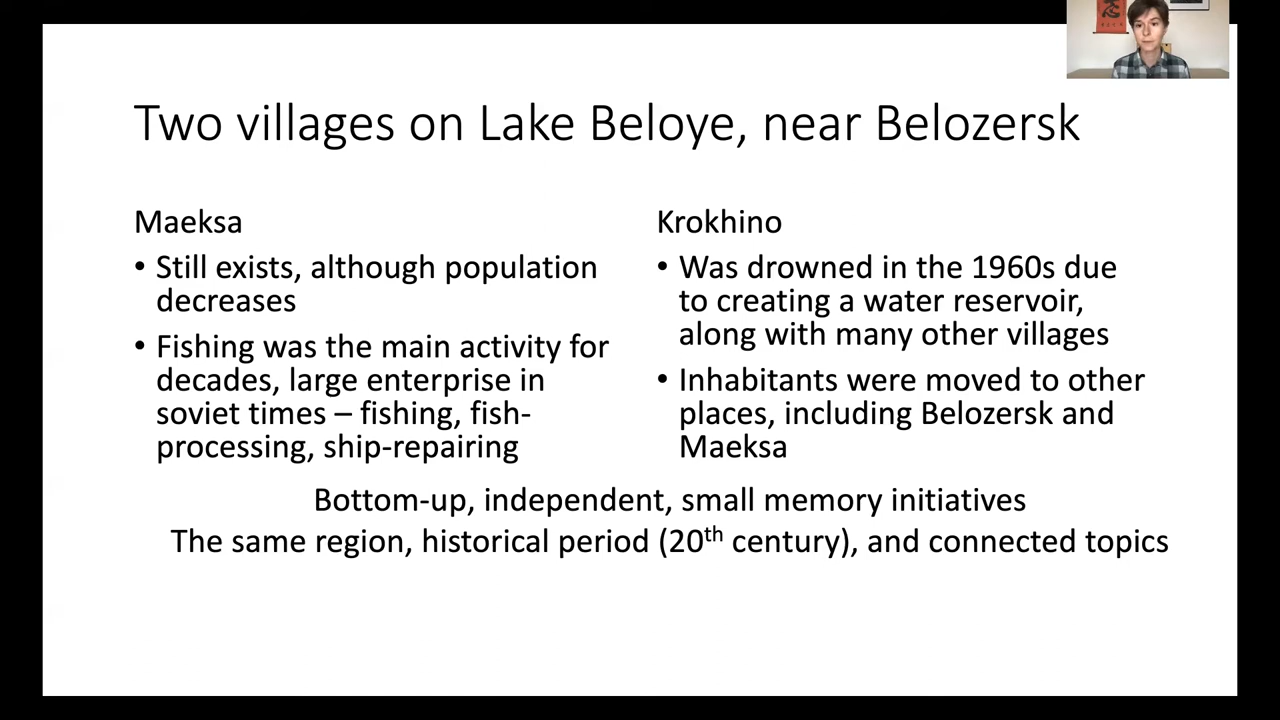 Two villages on Lake Beloye, near Belozersk
Maeksa
• Still exists, although population
decreases
• Fishing was the main activity for
decades, large enterprise in
soviet times – fishing, fish-
processing, ship-repairing
Krokhino
• Was drowned in the 1960s due
to creating a water reservoir,
along with many other villages
• Inhabitants were moved to other
places, including Belozersk and
Maeksa
Bottom-up, independent, small memory initiatives
The same region, historical period (20th century), and connected topics